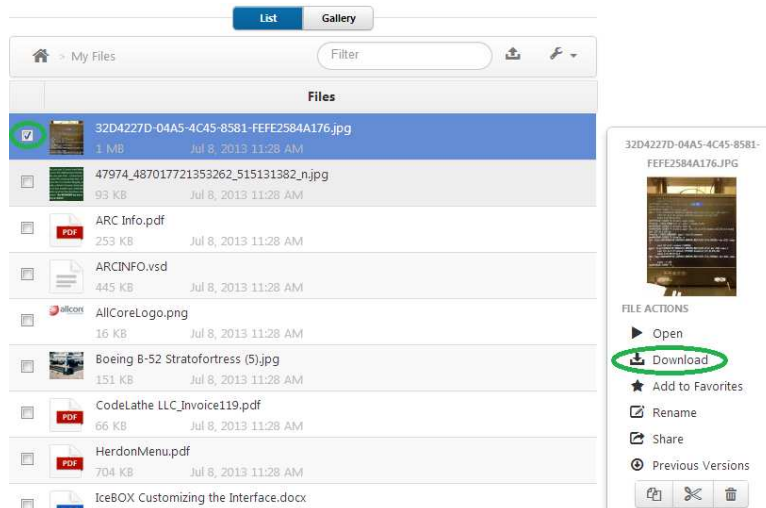 List Gallery
> My Files Filter
Files
32D4227D-04A5-4C45-8581-FEFE2584A176.jpg
1 MB Jul 8, 2013 11:28 AM
47974_487017721353262_515131382_n.jpg
93 KB Jul 8, 2013 11:28 AM
PDF
ARC Info.pdf
253 KB Jul 8, 2013 11:28 AM
ARCINFO.vsd
445 KB Jul 8, 2013 11:28 AM
allcore
AllCoreLogo.png
16 KB Jul 8, 2013 11:28 AM
Boeing B-52 Stratofortress (5).jpg
151 KB Jul 8, 2013 11:28 AM
PDF
CodeLathe LLC_Invoice119.pdf
66 KB Jul 8, 2013 11:28 AM
PDF
HerdonMenu.pdf
704 KB Jul 8, 2013 11:28 AM
IceBOX Customizing the Interface.docx
32D4227D-04A5-4C45-8581-
FEFE2584A176.JPG
FILE ACTIONS
Open
Download
Add to Favorites
Rename
Share
Previous Versions